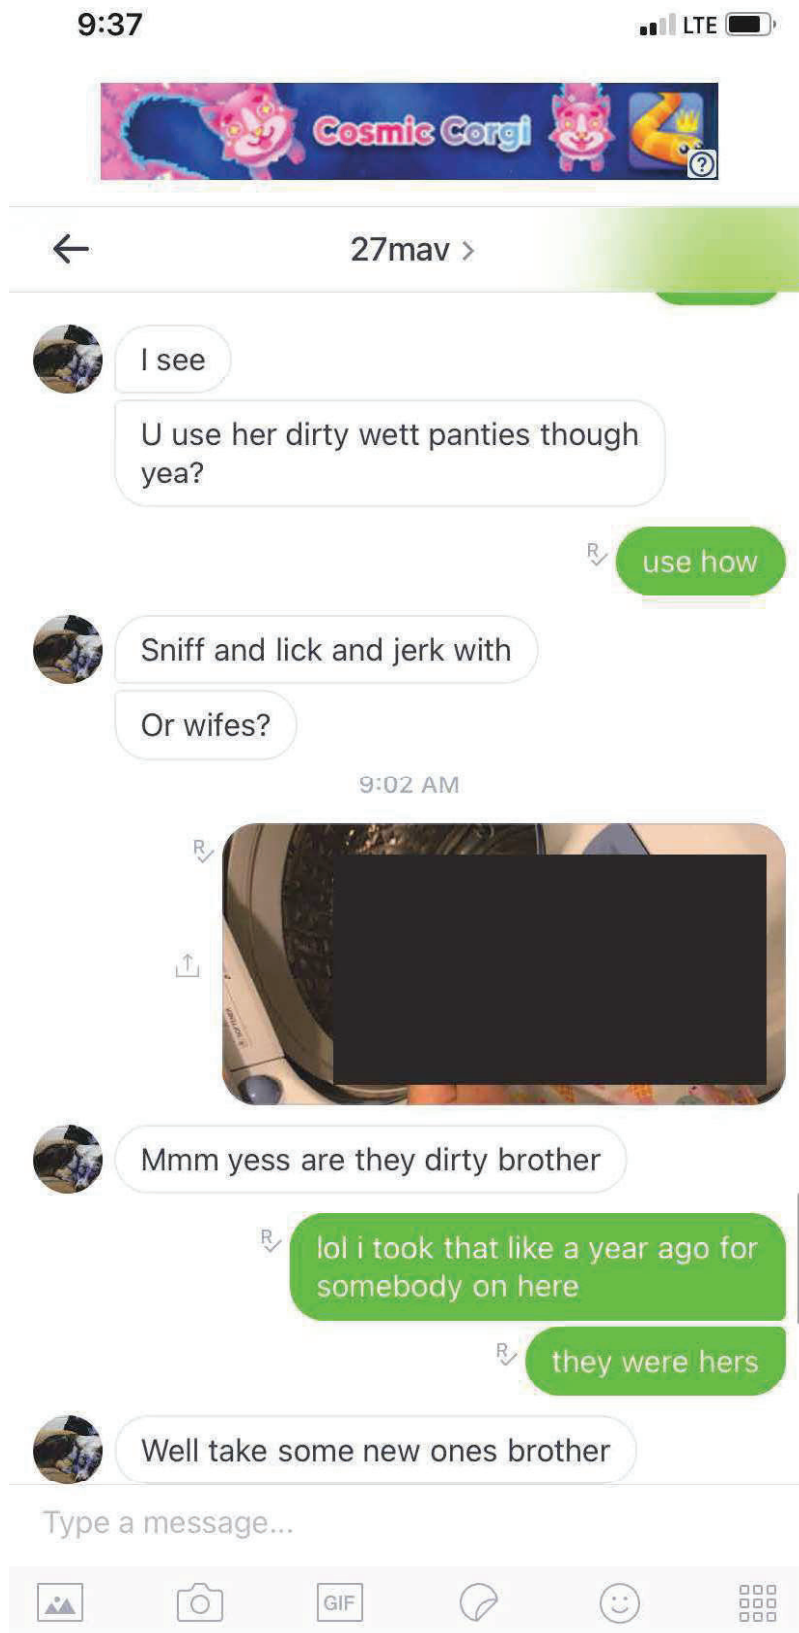 9:37
LTE
Cosmic Corgi
?
27mav >
I see
U use her dirty wett panties though
yea?
R
use how
Sniff and lick and jerk with
Or wifes?
9:02 AM
R
SOFTENER
Mmm yess are they dirty brother
R
lol i took that like a year ago for
somebody on here
R
they were hers
Well take some new ones brother
Type a message...
GIF